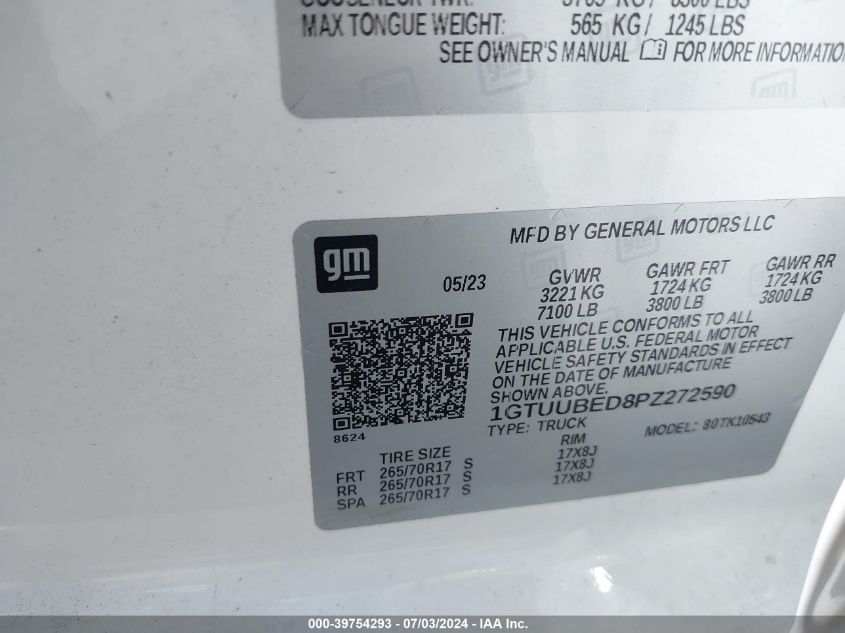 MAX TONGUE WEIGHT: 565 KG / 1245 LBS
SEE OWNER'S MANUAL FOR MORE INFORMATION
gm
MFD BY GENERAL MOTORS LLC
05/23
GVWR GAWR FRT GAWR RR
3221 KG 1724 KG 1724 KG
7100 LB 3800 LB 3800 LB
THIS VEHICLE CONFORMS TO ALL
APPLICABLE U.S. FEDERAL MOTOR
VEHICLE SAFETY STANDARDS IN EFFECT
ON THE DATE OF MANUFACTURE
SHOWN ABOVE.
1GTUUBED8PZ272590
TYPE: TRUCK MODEL: 80TK10543
8624
TIRE SIZE RIM
FRT 265/70R17 S 17X8J
RR 265/70R17 S 17X8J
SPA 265/70R17 S 17X8J
000-39754293 - 07/03/2024 - IAA Inc.